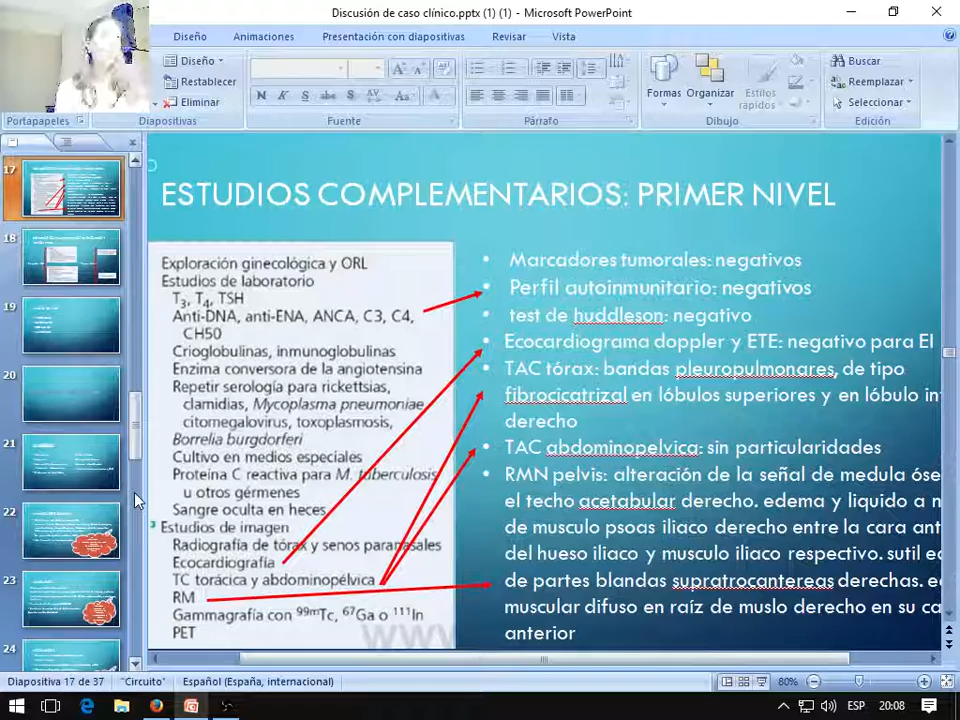 Discusión de caso clínico.pptx (1) (1) - Microsoft PowerPoint
Diseño Animaciones Presentación con diapositivas Revisar Vista
Diseño
Restablecer
Eliminar
Formas Organizar Estilos rápidos
Buscar
Reemplazar
Seleccionar
Portapapeles Diapositivas Fuente Párrafo Dibujo Edición
17
18
19
20
21
22
23
24
ESTUDIOS COMPLEMENTARIOS: PRIMER NIVEL
Exploración ginecológica y ORL
Estudios de laboratorio
T3, T4, TSH
Anti-DNA, anti-ENA, ANCA, C3, C4,
CH50
Crioglobulinas, inmunoglobulinas
Enzima conversora de la angiotensina
Repetir serología para rickettsias,
clamidias, Mycoplasma pneumoniae
citomegalovirus, toxoplasmosis,
Borrelia burgdorferi
Cultivo en medios especiales
Proteína C reactiva para M. tuberculosis
u otros gérmenes
Sangre oculta en heces
Estudios de imagen
Radiografía de tórax y senos paranasales
Ecocardiografía
TC torácica y abdominopélvica
RM
Gammagrafía con 99mTc, 67Ga o 111In
PET
www
• Marcadores tumorales: negativos
• Perfil autoinmunitario: negativos
• test de huddleson: negativo
• Ecocardiograma doppler y ETE: negativo para EI
• TAC tórax: bandas pleuropulmonares, de tipo
fibrocicatrizal en lóbulos superiores y en lóbulo in
derecho
• TAC abdominopelvica: sin particularidades
• RMN pelvis: alteración de la señal de medula óse
el techo acetabular derecho. edema y liquido a n
de musculo psoas iliaco derecho entre la cara ant
del hueso iliaco y musculo iliaco respectivo. sutil e
de partes blandas supratrocantereas derechas. e
muscular difuso en raíz de muslo derecho en su ca
anterior
Diapositiva 17 de 37 "Circuito" Español (España, internacional) 80%
ESP 20:08